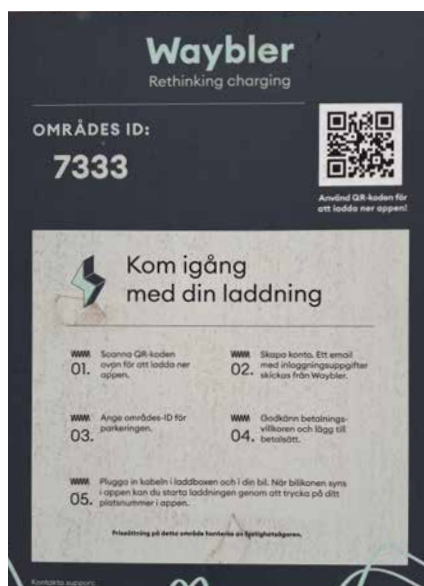 Waybler
Rethinking charging
OMRÅDES ID:
7333
Använd QR-koden för
att ladda ner appen!
Kom igång
med din laddning
01.
Scanna QR-koden
ovan för att ladda ner
appen.
02.
Skapa konto. Ett email
med inloggningsuppgifter
skickas från Waybler.
03.
Ange områdes-ID för
parkeringen.
04.
Godkänn betalnings-
villkoren och lägg till
betalsätt.
05.
Plugga in kabeln i laddboxen och i din bil. När bilikonen syns
i appen kan du starta laddningen genom att trycka på ditt
platsnummer i appen.
Prissättning på detta område hanteras av fastighetsägaren.
Kontakta support: